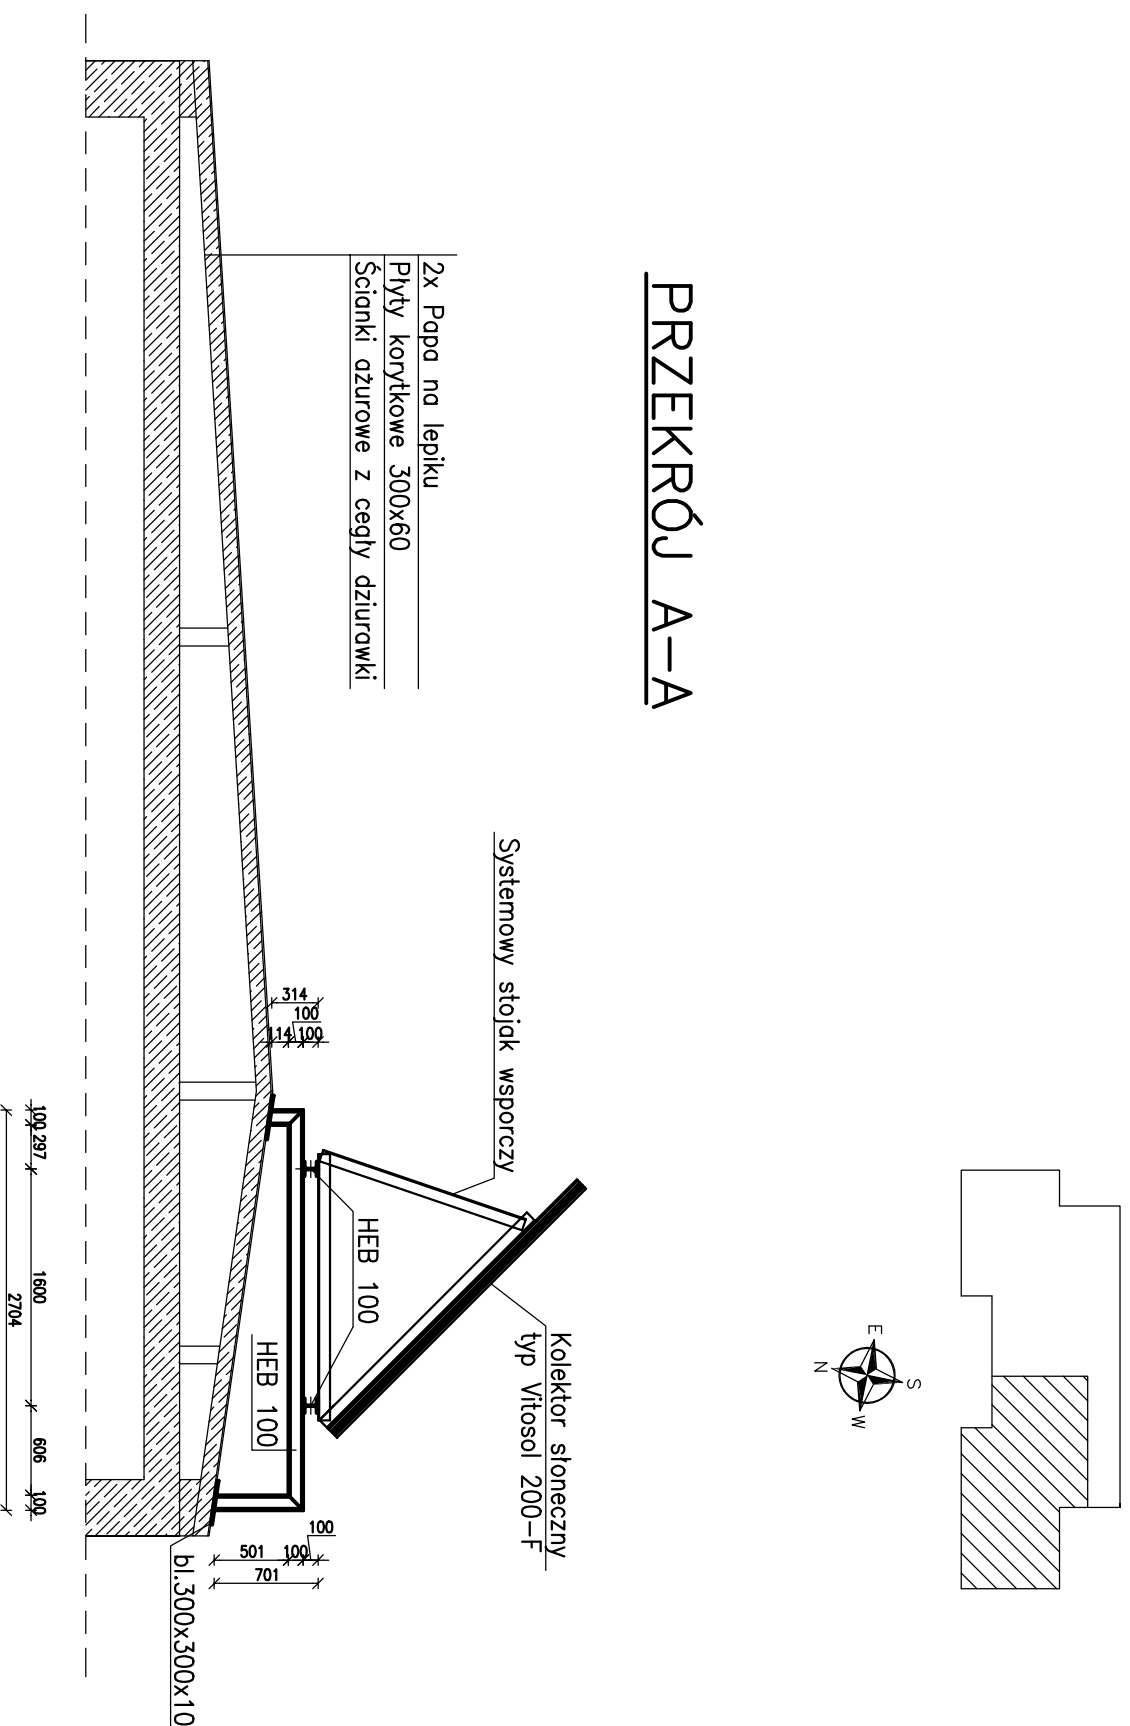 PRZEKRÓJ A-A
2x Papa na lepiku
Płyty korytkowe 300x60
Ścianki ażurowe z cegły dziurawki
Systemowy stojak wsporczy
Kolektor słoneczny
typ Vitosol 200-F
HEB 100
HEB 100
bl.300x300x10
314
100
114
100
100
297
1600
606
100
2704
100
501
100
701
E
S
N
W